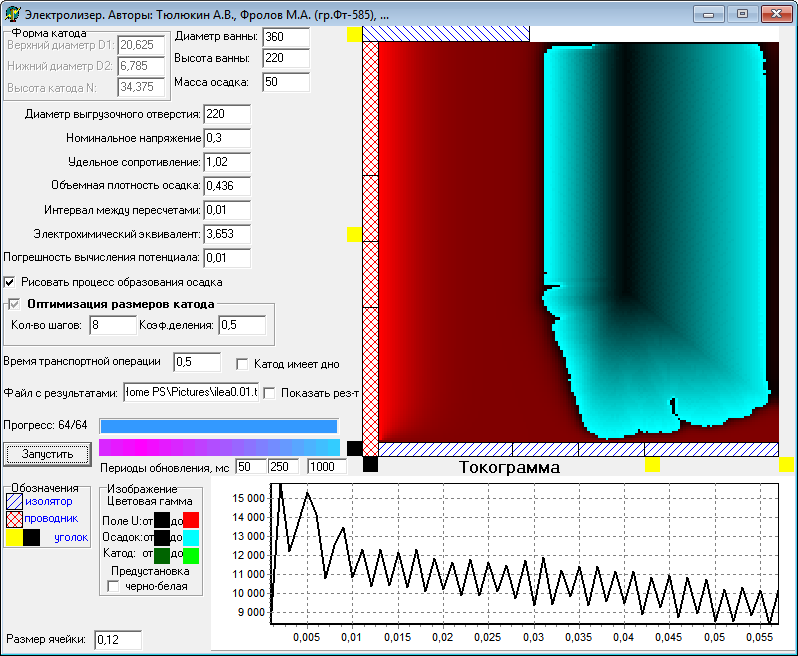 Электролизер. Авторы: Тюлюкин А.В., Фролов М.А. (гр.Фт-585), ...
Форма катода
Верхний диаметр D1: 20,625
Нижний диаметр D2: 6,785
Высота катода N: 34,375
Диаметр ванны: 360
Высота ванны: 220
Масса осадка: 50
Диаметр выгрузочного отверстия: 220
Номинальное напряжение 0,3
Удельное сопротивление: 1,02
Объемная плотность осадка: 0,436
Интервал между пересчетами: 0,01
Электрохимический эквивалент: 3,653
Погрешность вычисления потенциала: 0,01
Рисовать процесс образования осадка
Оптимизация размеров катода
Кол-во шагов: 8 Коэф.деления: 0,5
Время транспортной операции 0,5 Катод имеет дно
Файл с результатами: Home PS\Pictures\ilea0.01.t Показать рез-т
Прогресс: 64/64
Запустить
Периоды обновления, мс 50 250 1000
Токограмма
Обозначения
изолятор
проводник
уголок
Изображение
Цветовая гамма
Поле U: от до
Осадок: от до
Катод: от до
Предустановка
черно-белая
Размер ячейки: 0,12
15 000
14 000
13 000
12 000
11 000
10 000
9 000
0,005 0,01 0,015 0,02 0,025 0,03 0,035 0,04 0,045 0,05 0,055